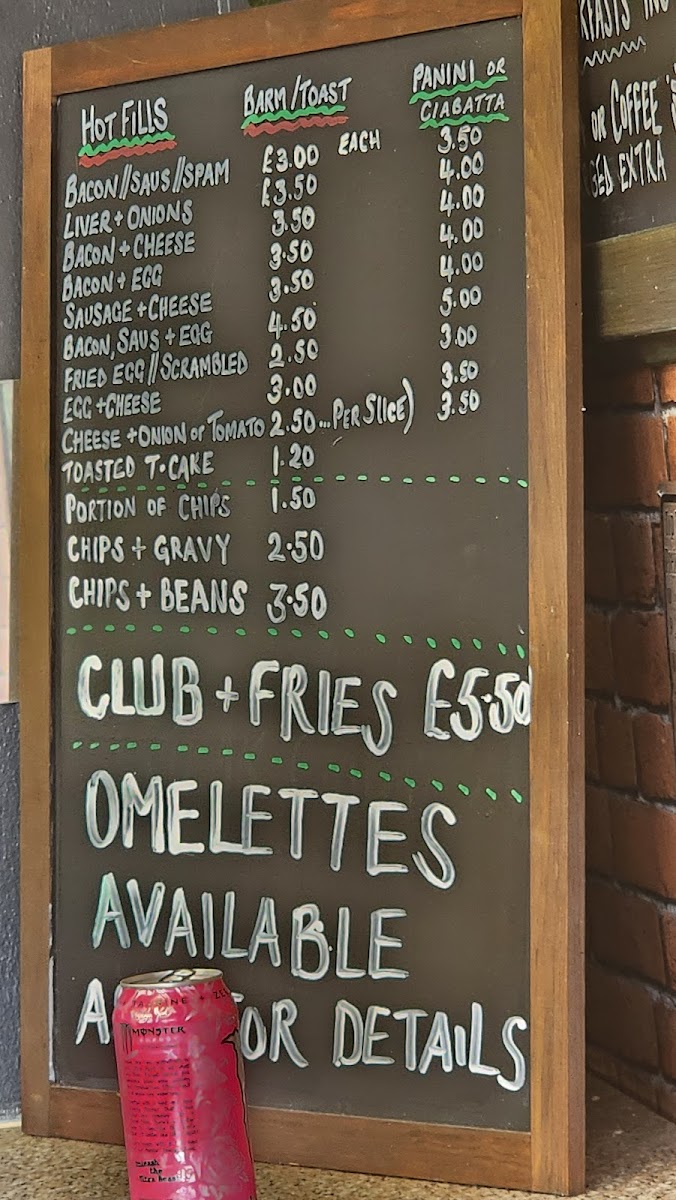 HOT FILLS BARM/TOAST PANINI OR CIABATTA
BACON//SAUS//SPAM £3.00 EACH 3.50
LIVER + ONIONS £3.50 4.00
BACON + CHEESE 3.50 4.00
BACON + EGG 3.50 4.00
SAUSAGE + CHEESE 3.50 4.00
BACON, SAUS + EGG 4.50 5.00
FRIED EGG//SCRAMBLED 2.50 3.00
EGG + CHEESE 3.00 3.50
CHEESE + ONION OR TOMATO 2.50...PER SLICE) 3.50
TOASTED T.CAKE 1.20
PORTION OF CHIPS 1.50
CHIPS + GRAVY 2.50
CHIPS + BEANS 3.50
CLUB + FRIES £5.50
OMELETTES
AVAILABLE
FOR DETAILS
MONSTER
unleash
the
ultra beast!
OR COFFEE
EXTRA